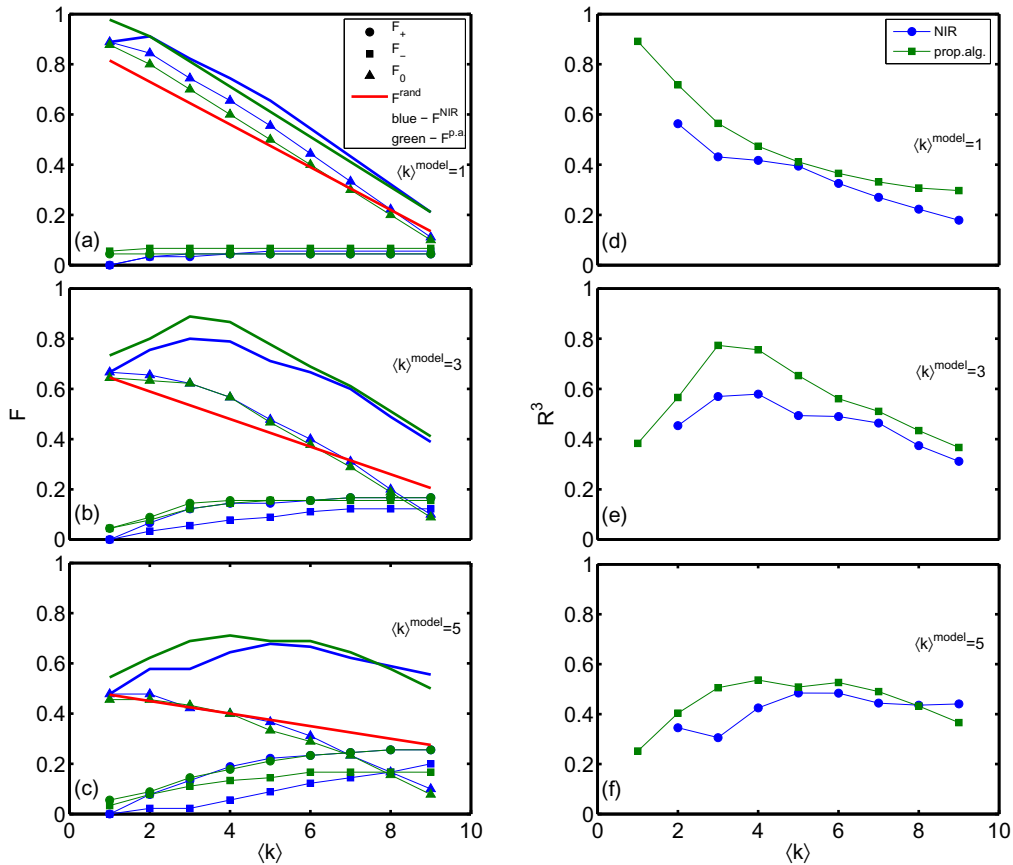 1
0.8
0.6
0.4
0.2
0
F+
F−
F0
F^rand
blue − F^NIR
green − F^p.a.
⟨k⟩^model=1
(a)
1
0.8
0.6
0.4
0.2
0
F
⟨k⟩^model=3
(b)
1
0.8
0.6
0.4
0.2
0
⟨k⟩^model=5
(c)
0 2 4 6 8 10
⟨k⟩
1
0.8
0.6
0.4
0.2
0
NIR
prop.alg.
⟨k⟩^model=1
(d)
1
0.8
0.6
0.4
0.2
0
R^3
⟨k⟩^model=3
(e)
1
0.8
0.6
0.4
0.2
0
⟨k⟩^model=5
(f)
0 2 4 6 8 10
⟨k⟩